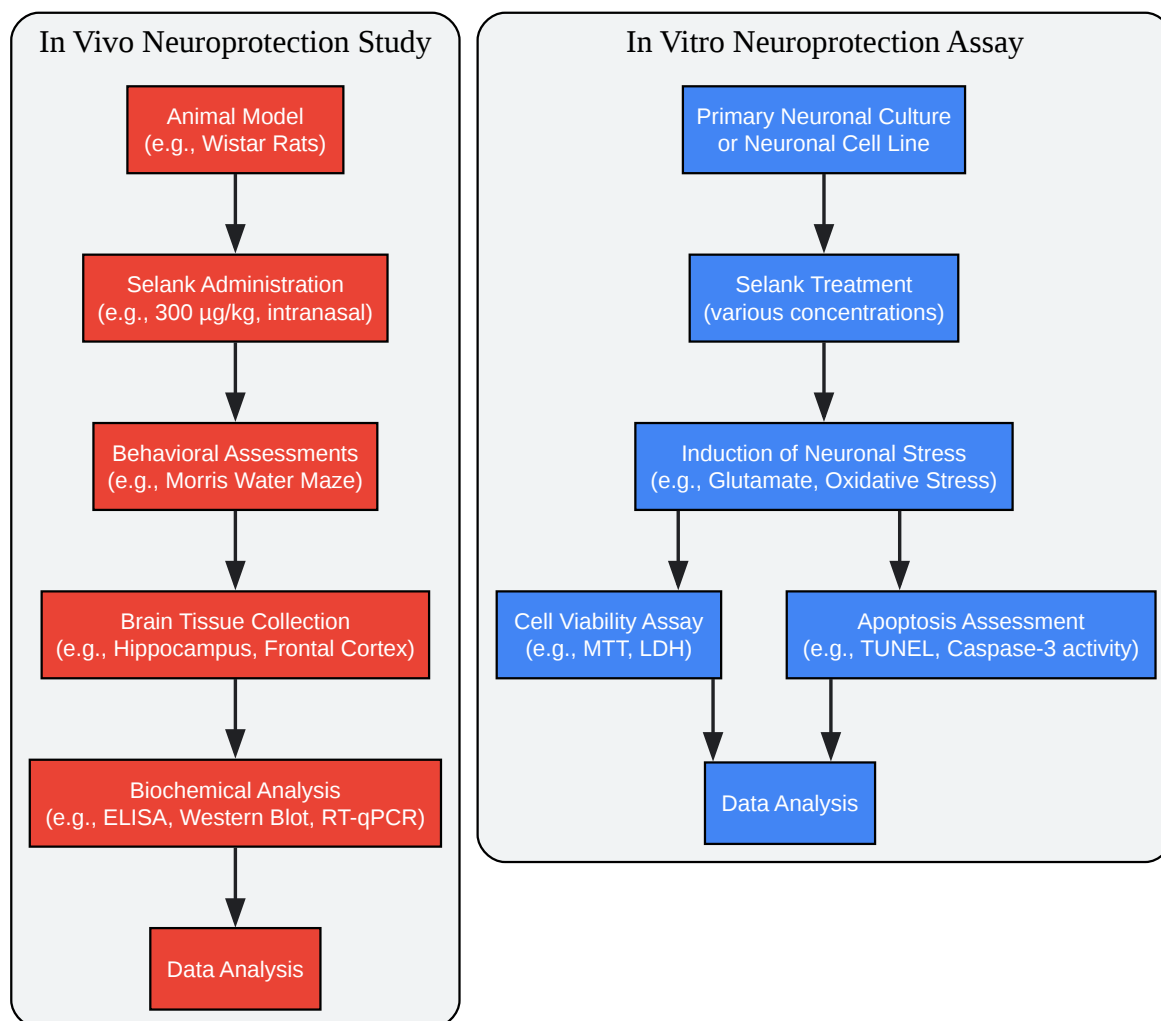 In Vivo Neuroprotection Study
Animal Model
(e.g., Wistar Rats)
Selank Administration
(e.g., 300 µg/kg, intranasal)
Behavioral Assessments
(e.g., Morris Water Maze)
Brain Tissue Collection
(e.g., Hippocampus, Frontal Cortex)
Biochemical Analysis
(e.g., ELISA, Western Blot, RT-qPCR)
Data Analysis
In Vitro Neuroprotection Assay
Primary Neuronal Culture
or Neuronal Cell Line
Selank Treatment
(various concentrations)
Induction of Neuronal Stress
(e.g., Glutamate, Oxidative Stress)
Cell Viability Assay
(e.g., MTT, LDH)
Apoptosis Assessment
(e.g., TUNEL, Caspase-3 activity)
Data Analysis